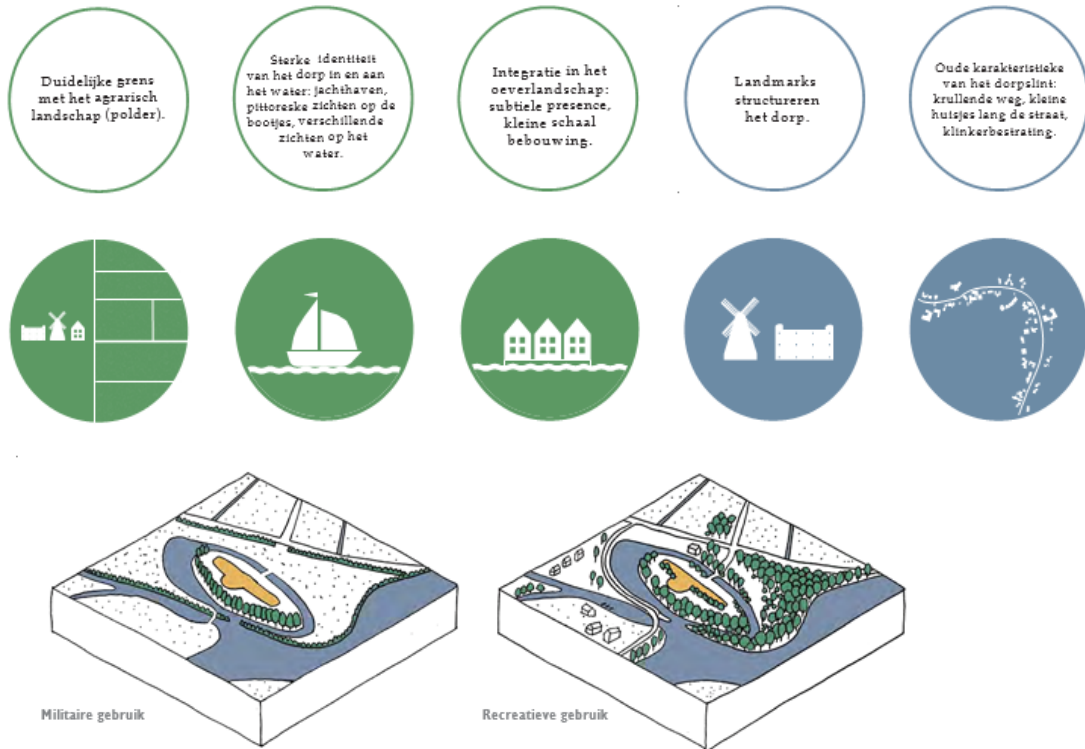 Duidelijke grens
met het agrarisch
landschap (polder).
Sterke identiteit
van het dorp in en aan
het water: jachthaven,
pittoreske zichten op de
bootjes, verschillende
zichten op het
water.
Integratie in het
oeverlandschap:
subtiele presence,
kleine schaal
bebouwing.
Landmarks
structureren
het dorp.
Oude karakteristieke
van het dorpslint:
krullende weg, kleine
huisjes lang de straat,
klinkerbestrating.
Militaire gebruik
Recreatieve gebruik